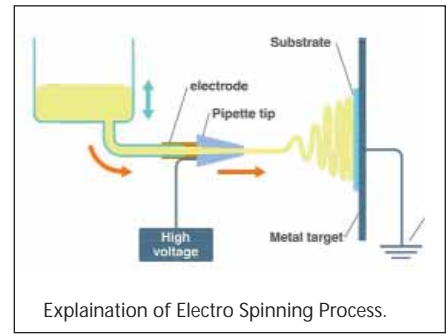 Substrate
electrode
Pipette tip
High
voltage
Metal target
Explaination of Electro Spinning Process.